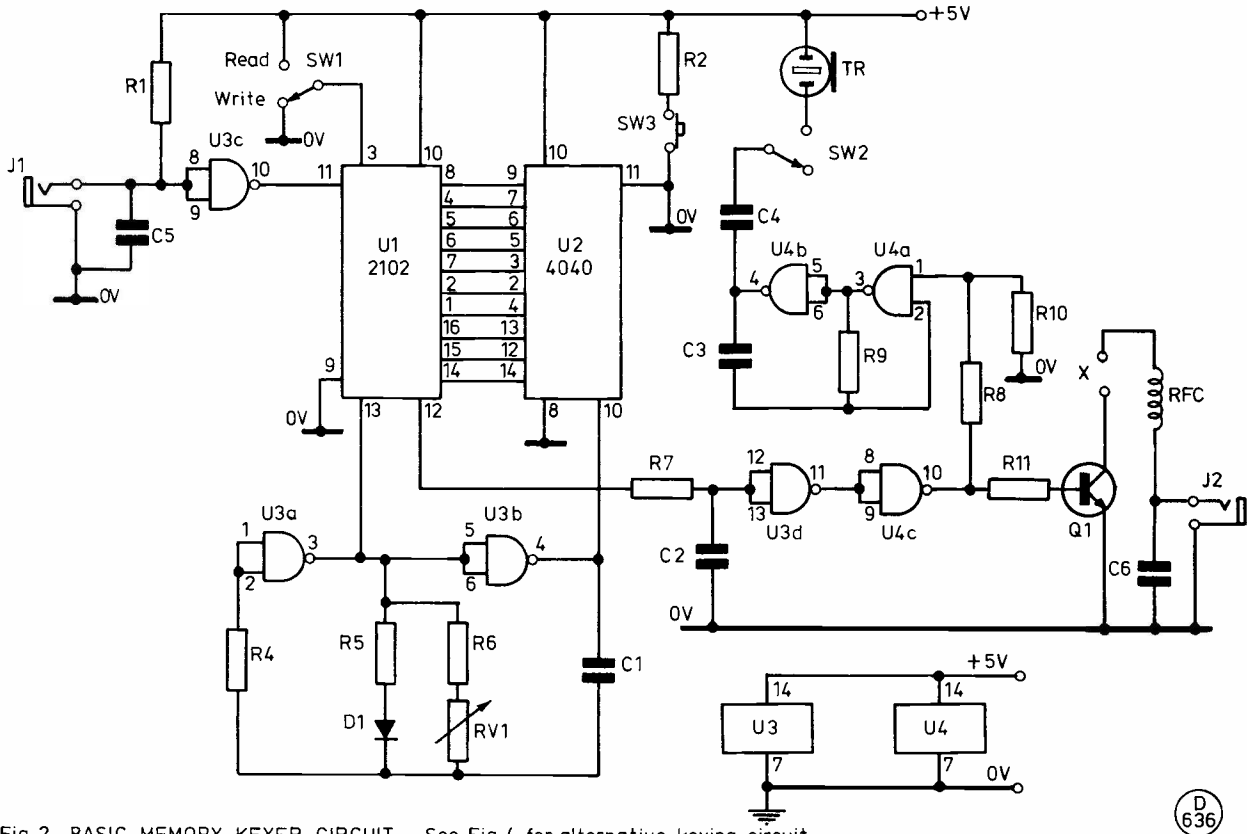 +5V
Read
SW1
R1
R2
TR
Write
0V
SW3
U3c
J1
8
10
9
3
10
10
SW2
11
8
9
11
4
7
5
6
6
5
7
3
2
2
1
4
16
13
15
12
14
14
C5
U1
2102
U2
4040
0V
C4
U4b
U4a
4
5
6
3
1
2
R10
0V
0V
9
0V
13
12
8
10
C3
R9
R8
X
RFC
R7
12
13
11
U3d
8
9
10
U4c
R11
Q1
J2
U3a
1
2
3
U3b
5
6
4
C2
C6
0V
R4
R5
R6
C1
D1
RV1
+5V
14
14
U3
U4
7
7
0V
D
636
Fig. 2 BASIC MEMORY KEYER CIRCUIT. See Fig 4 for alternative keying circuit